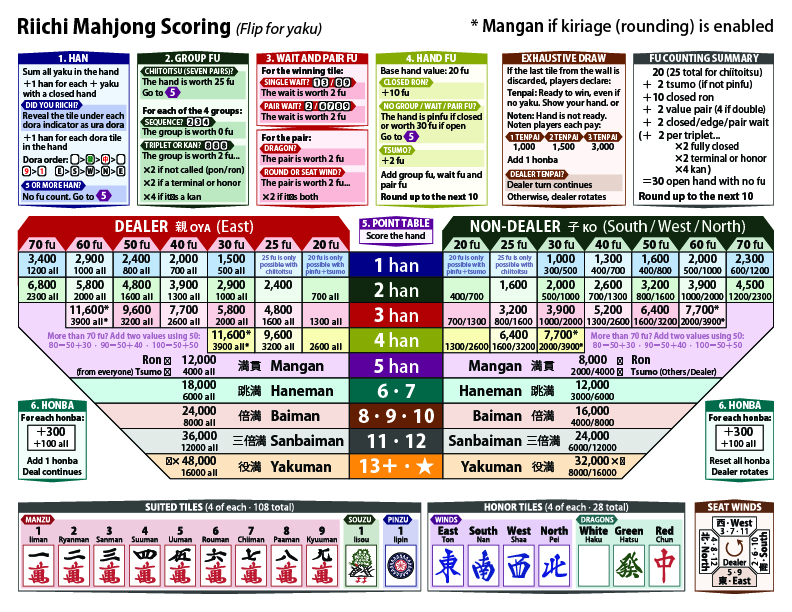 Riichi Mahjong Scoring (Flip for yaku)
* Mangan if kiriage (rounding) is enabled
1. HAN
Sum all yaku in the hand
+1 han for each + yaku
with a closed hand
DID YOU RIICHI?
Reveal the tile under each
dora indicator as ura dora
+1 han for each dora tile
in the hand
Dora order:
9 > 1 E>S>W>N>E
5 OR MORE HAN?
No fu count. Go to 5
2. GROUP FU
CHIITOITSU (SEVEN PAIRS)?
The hand is worth 25 fu
Go to 5
For each of the 4 groups:
SEQUENCE? 2 3 4
The group is worth 0 fu
TRIPLET OR KAN? 8 8 8
The group is worth 2 fu...
×2 if not called (pon/ron)
×2 if a terminal or honor
×4 if it is a kan
3. WAIT AND PAIR FU
For the winning tile:
SINGLE WAIT? 1 3 / 8 9
The wait is worth 2 fu
PAIR WAIT? 2 / 6 7 8 9
The wait is worth 2 fu
For the pair:
DRAGON?
The pair is worth 2 fu
ROUND OR SEAT WIND?
The pair is worth 2 fu...
×2 if it is both
4. HAND FU
Base hand value: 20 fu
CLOSED RON?
+10 fu
NO GROUP / WAIT / PAIR FU?
The hand is pinfu if closed
or worth 30 fu if open
Go to 5
TSUMO?
+2 fu
Add group fu, wait fu and
pair fu
Round up to the next 10
EXHAUSTIVE DRAW
If the last tile from the wall is
discarded, players declare:
Tenpai: Ready to win, even if
no yaku. Show your hand. or
Noten: Hand is not ready.
Noten players each pay:
1 TENPAI 2 TENPAI 3 TENPAI
1,000 1,500 3,000
Add 1 honba
DEALER TENPAI?
Dealer turn continues
Otherwise, dealer rotates
FU COUNTING SUMMARY
20 (25 total for chiitoitsu)
+ 2 tsumo (if not pinfu)
+ 10 closed ron
+ 2 value pair (4 if double)
+ 2 closed/edge/pair wait
(+ 2 per triplet...
×2 fully closed
×2 terminal or honor
×4 kan)
=30 open hand with no fu
Round up to the next 10
DEALER 親 OYA (East)
70 fu 60 fu 50 fu 40 fu 30 fu 25 fu 20 fu
5. POINT TABLE
Score the hand
NON-DEALER 子 KO (South / West / North)
20 fu 25 fu 30 fu 40 fu 50 fu 60 fu 70 fu
3,400 2,900 2,400 2,000 1,500 25 fu is only possible with chiitoitsu 20 fu is only possible with pinfu + tsumo
1200 all 1000 all 800 all 700 all 500 all
1 han
20 fu is only possible with pinfu + tsumo 25 fu is only possible with chiitoitsu 1,000 1,300 1,600 2,000 2,300
300/500 400/700 400/800 500/1000 600/1200
6,800 5,800 4,800 3,900 2,900 2,400
2300 all 2000 all 1600 all 1300 all 1000 all 700 all
2 han
1,600 2,000 2,600 3,200 3,900 4,500
400/700 500/1000 700/1300 800/1600 1000/2000 1200/2300
11,600* 9,600 7,700 5,800 4,800
3900 all* 3200 all 2600 all 2000 all 1600 all 1300 all
3 han
3,200 3,900 5,200 6,400 7,700*
700/1300 800/1600 1000/2000 1300/2600 1600/3200 2000/3900*
More than 70 fu? Add two values using 50:
80=50+30 · 90=50+40 · 100=50+50
11,600* 9,600
3900 all* 3200 all 2600 all
4 han
6,400 7,700*
1300/2600 1600/3200 2000/3900*
More than 70 fu? Add two values using 50:
80=50+30 · 90=50+40 · 100=50+50
Ron 12,000
(from everyone) Tsumo 4000 all
満貫 Mangan
5 han
Mangan 満貫
8,000 Ron
2000/4000 Tsumo (Others/Dealer)
18,000
6000 all
跳満 Haneman
6 · 7
Haneman 跳満
12,000
3000/6000
24,000
8000 all
倍満 Baiman
8 · 9 · 10
Baiman 倍満
16,000
4000/8000
36,000
12000 all
三倍満 Sanbaiman
11 · 12
Sanbaiman 三倍満
24,000
6000/12000
× 48,000
16000 all
役満 Yakuman
13+ · ★
Yakuman 役満
32,000 ×
8000/16000
6. HONBA
For each honba:
+300
+100 all
Add 1 honba
Deal continues
6. HONBA
For each honba:
+300
+100 all
Reset all honba
Dealer rotates
SUITED TILES (4 of each · 108 total)
MANZU SOUZU PINZU
1 2 3 4 5 6 7 8 9 1 1
Iiman Ryanman Sanman Suuman Uuman Rouman Chiiman Paaman Kyuuman Iisou Iipin
一 二 三 四 伍 六 七 八 九
萬 萬 萬 萬 萬 萬 萬 萬 萬
HONOR TILES (4 of each · 28 total)
WINDS DRAGONS
East South West North White Green Red
Ton Nan Shaa Pei Haku Hatsu Chun
東 南 西 北 發 中
SEAT WINDS
西 · West
3 · 7 · 11
北 · North
4 · 8 · 12
Dealer
2 · 6 · 10
南 · South
5 · 9
東 · East